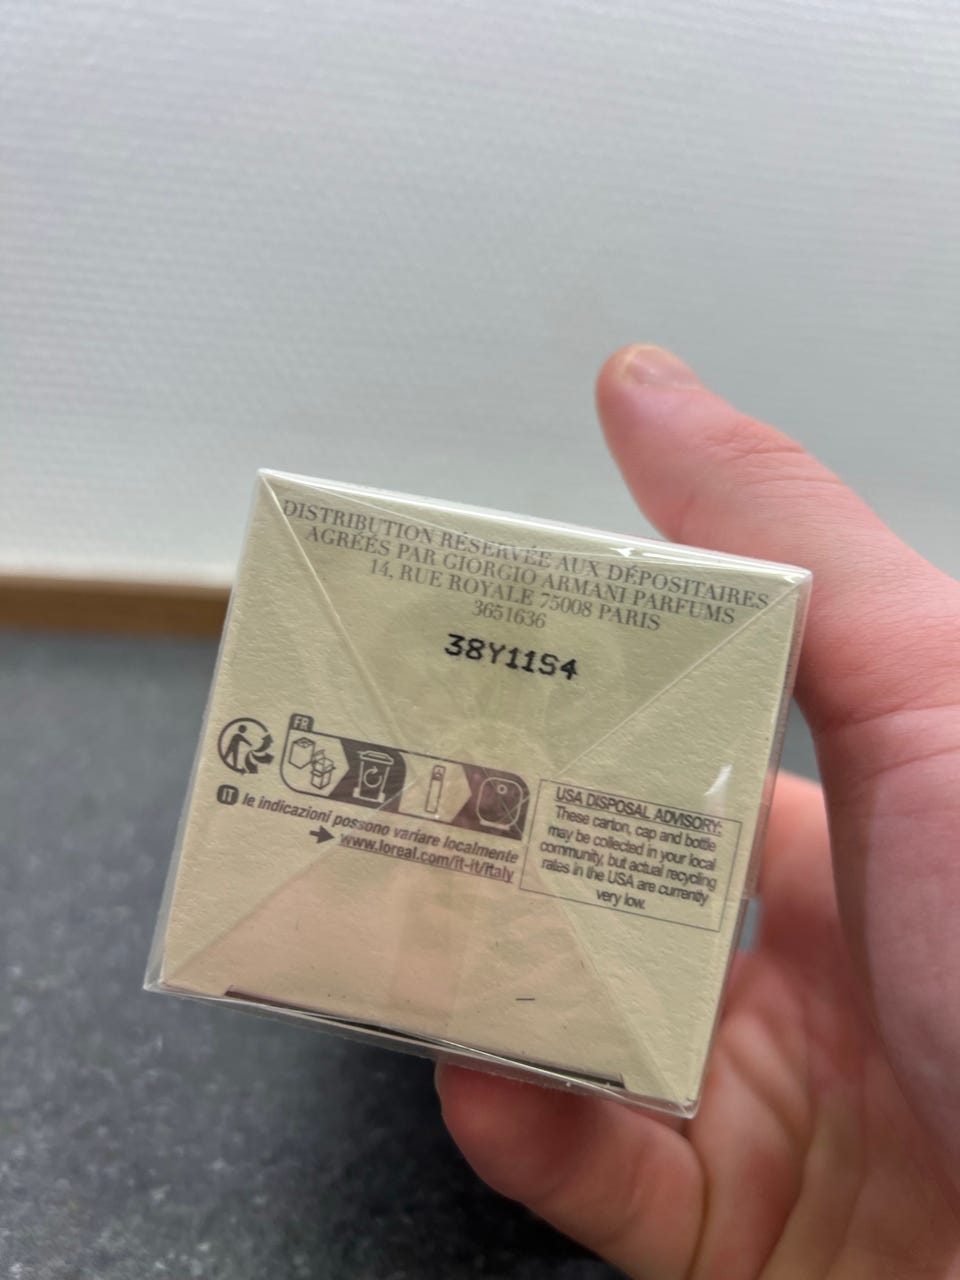 DISTRIBUTION RÉSERVÉE AUX DÉPOSITAIRES
AGRÉÉS PAR GIORGIO ARMANI PARFUMS
14, RUE ROYALE 75008 PARIS
3651636
38Y11S4
FR
IT le indicazioni possono variare localmente
www.loreal.com/it-it/italy
USA DISPOSAL ADVISORY:
These carton, cap and bottle
may be collected in your local
community, but actual recycling
rates in the USA are currently
very low.